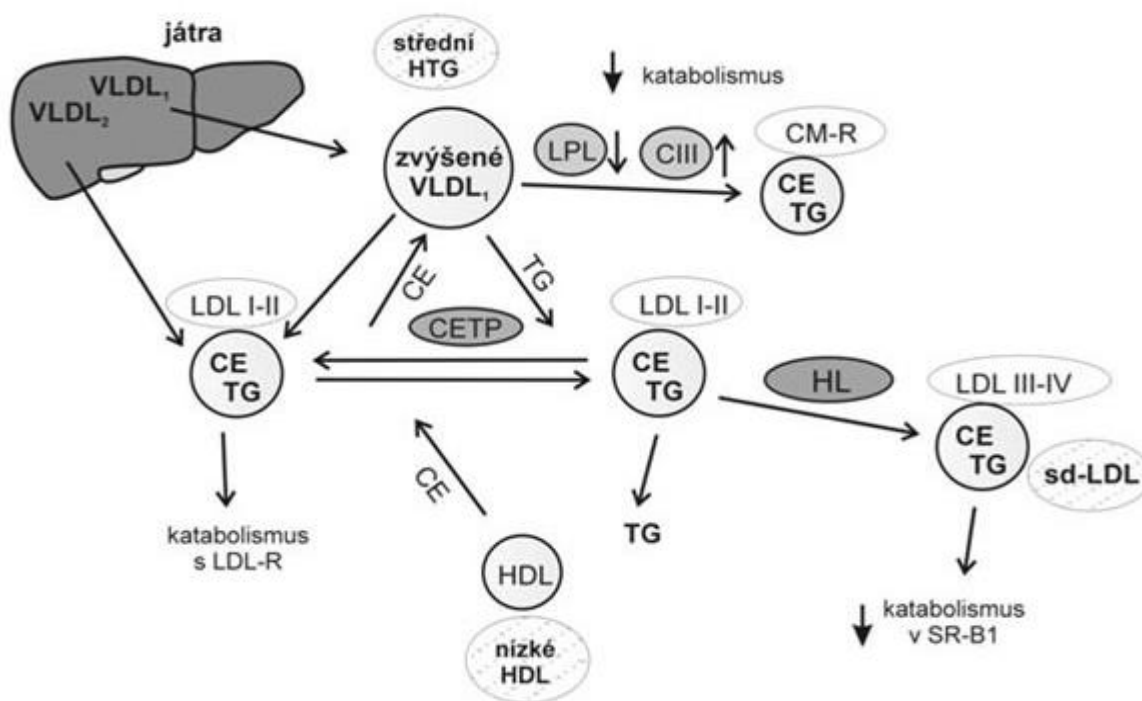 játra
VLDL₁
VLDL₂
střední
HTG
katabolismus
zvýšené
VLDL₁
LPL
CIII
CM-R
CE
TG
CE
TG
LDL I-II
CE
TG
CETP
LDL I-II
CE
TG
HL
LDL III-IV
CE
TG
sd-LDL
katabolismus
s LDL-R
CE
TG
HDL
nízké
HDL
katabolismus
v SR-B1